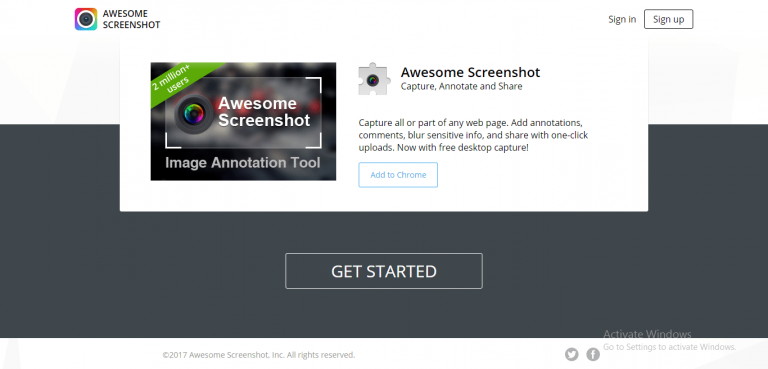 AWESOME
SCREENSHOT
Sign in
Sign up
2 million+
users
Awesome
Screenshot
Image Annotation Tool
Awesome Screenshot
Capture, Annotate and Share
Capture all or part of any web page. Add annotations,
comments, blur sensitive info, and share with one-click
uploads. Now with free desktop capture!
Add to Chrome
GET STARTED
Activate Windows
Go to Settings to activate Windows.
©2017 Awesome Screenshot, Inc. All rights reserved.